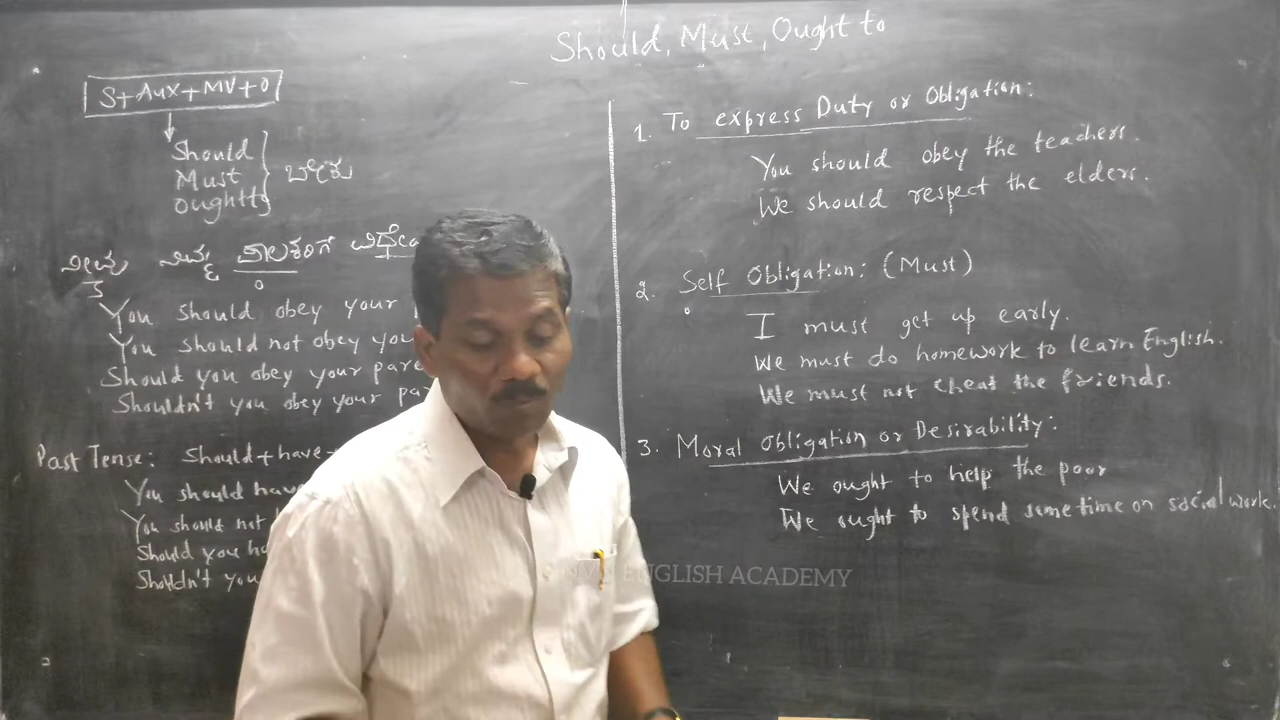 Should, Must, Ought to
S+Aux+MV+O
Should
Must
Oughtto
ಬೇಕು
ನೀವು ನಿಮ್ಮ ಪಾಲಕರಿಗೆ
S O
You should obey your
You should not obey you
Should you obey your pare
Shouldn't you obey your pa
Past Tense: Should+have-
You should have
You should not
Should you ha
Shouldn't you
1. To express Duty or Obligation:
You should obey the teachers.
We should respect the elders.
2. Self Obligation: (Must)
I must get up early.
We must do homework to learn English.
We must not cheat the friends.
3. Moral Obligation or Desirability:
We ought to help the poor
We ought to spend some time on social work.
ENGLISH ACADEMY